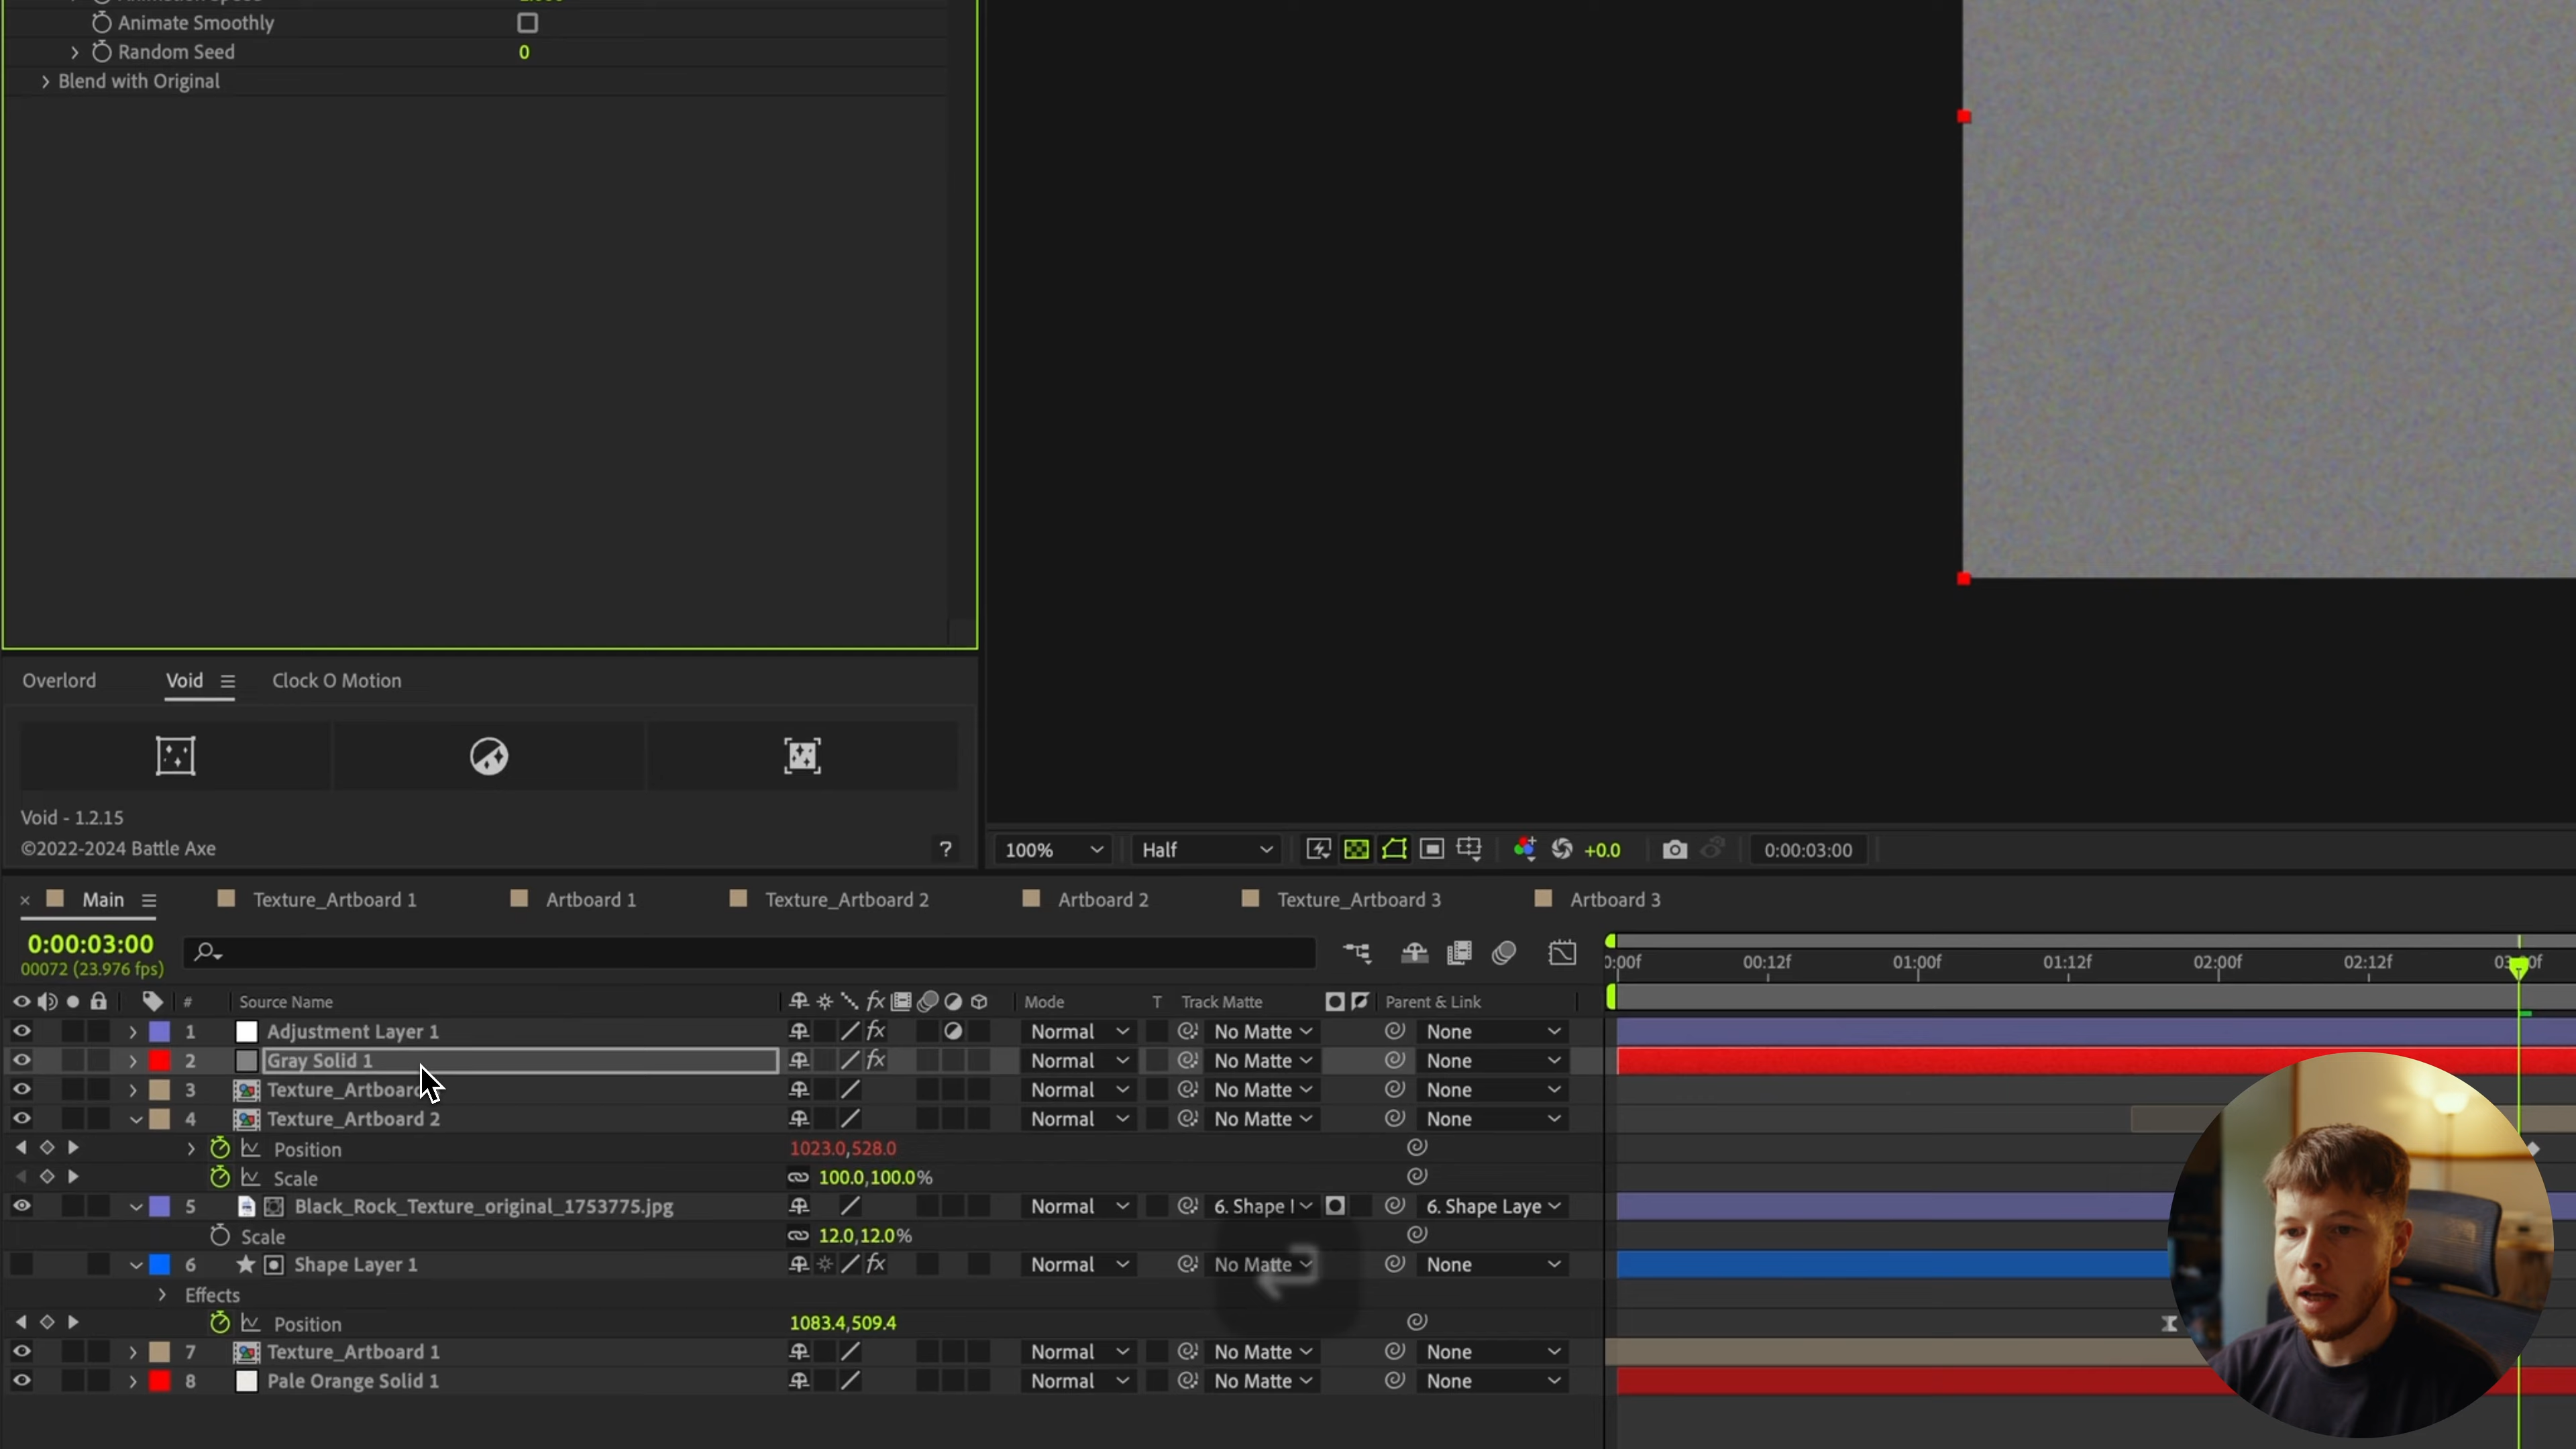 Animate Smoothly
Random Seed 0
Blend with Original
Overlord Void Clock O Motion
Void - 1.2.15
©2022-2024 Battle Axe ?
100% Half +0.0 0:00:03:00
× Main Texture_Artboard 1 Artboard 1 Texture_Artboard 2 Artboard 2 Texture_Artboard 3 Artboard 3
0:00:03:00
00072 (23.976 fps)
0:00f 00:12f 01:00f 01:12f 02:00f 02:12f
# Source Name fx Mode T Track Matte Parent & Link
1 Adjustment Layer 1 fx Normal No Matte None
2 Gray Solid 1 fx Normal No Matte None
3 Texture_Artboard Normal No Matte None
4 Texture_Artboard 2 Normal No Matte None
Position 1023.0,528.0
Scale 100.0,100.0%
5 Black_Rock_Texture_original_1753775.jpg Normal 6. Shape l 6. Shape Laye
Scale 12.0,12.0%
6 Shape Layer 1 fx Normal No Matte None
Effects
Position 1083.4,509.4
7 Texture_Artboard 1 Normal No Matte None
8 Pale Orange Solid 1 Normal No Matte None